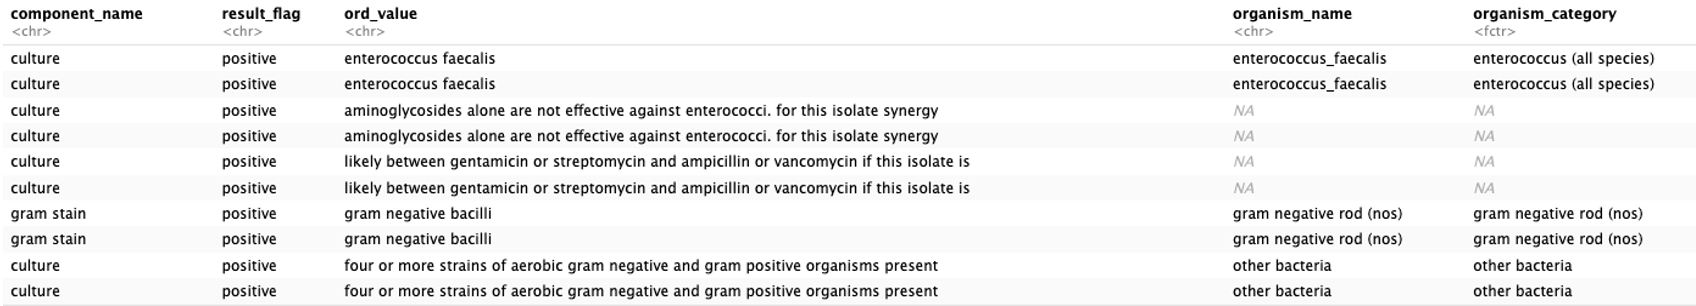 component_name result_flag ord_value organism_name organism_category
<chr> <chr> <chr> <chr> <fctr>
culture positive enterococcus faecalis enterococcus_faecalis enterococcus (all species)
culture positive enterococcus faecalis enterococcus_faecalis enterococcus (all species)
culture positive aminoglycosides alone are not effective against enterococci. for this isolate synergy NA NA
culture positive aminoglycosides alone are not effective against enterococci. for this isolate synergy NA NA
culture positive likely between gentamicin or streptomycin and ampicillin or vancomycin if this isolate is NA NA
culture positive likely between gentamicin or streptomycin and ampicillin or vancomycin if this isolate is NA NA
gram stain positive gram negative bacilli gram negative rod (nos) gram negative rod (nos)
gram stain positive gram negative bacilli gram negative rod (nos) gram negative rod (nos)
culture positive four or more strains of aerobic gram negative and gram positive organisms present other bacteria other bacteria
culture positive four or more strains of aerobic gram negative and gram positive organisms present other bacteria other bacteria